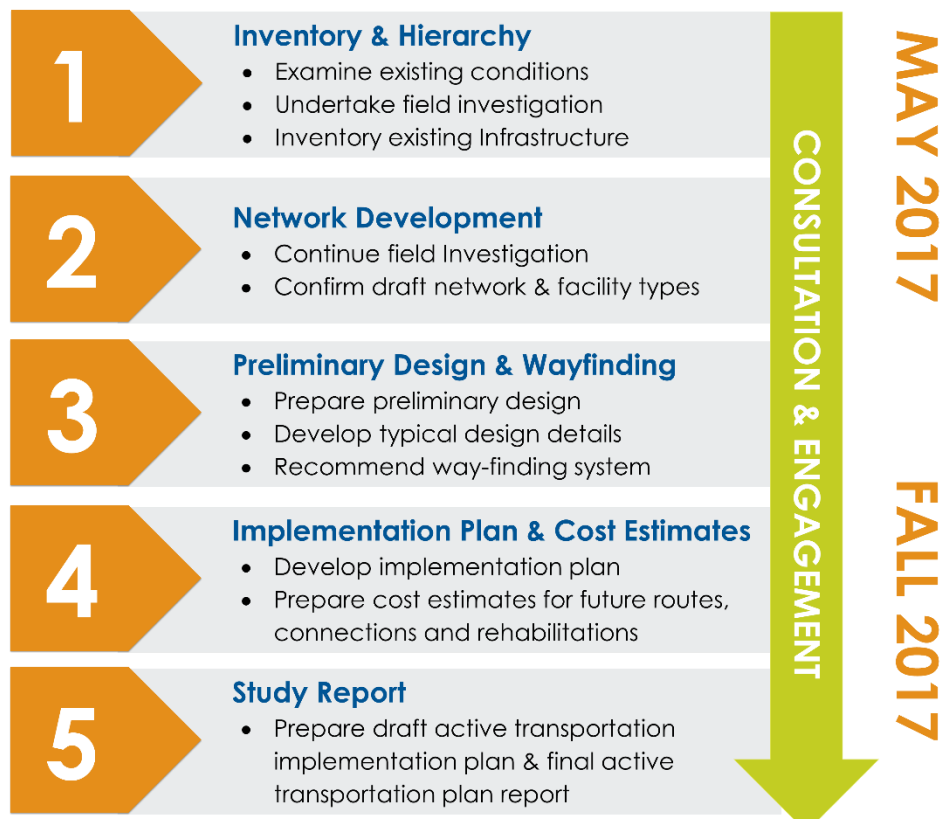 1
Inventory & Hierarchy
• Examine existing conditions
• Undertake field investigation
• Inventory existing Infrastructure
2
Network Development
• Continue field Investigation
• Confirm draft network & facility types
3
Preliminary Design & Wayfinding
• Prepare preliminary design
• Develop typical design details
• Recommend way-finding system
4
Implementation Plan & Cost Estimates
• Develop implementation plan
• Prepare cost estimates for future routes,
connections and rehabilitations
5
Study Report
• Prepare draft active transportation
implementation plan & final active
transportation plan report
CONSULTATION & ENGAGEMENT
MAY 2017
FALL 2017